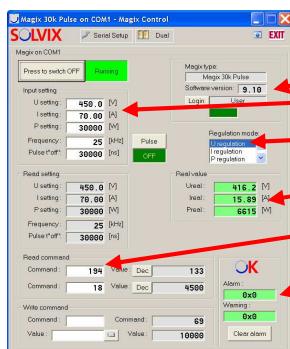 Magix 30k Pulse on COM1 - Magix Control
SOLVIX Serial Setup Dual EXIT
Magix on COM1
Press to switch OFF Running
Magix type:
Magix 30k Pulse
Software version: 9.10
Login User
Input setting
U setting: 450.0 [V]
I setting: 70.00 [A]
P setting: 30000 [W]
Frequency: 25 [kHz] Pulse
Pulse t"off": 30000 [ns] OFF
Regulation mode:
U regulation
I regulation
P regulation
Read setting
U setting: 450.0 [V]
I setting: 70.00 [A]
P setting: 30000 [W]
Frequency: 25 [kHz]
Pulse t"off": 30000 [ns]
Real value
Ureal: 416.2 [V]
Ireal: 15.89 [A]
Preal: 6615 [W]
Read command
Command: 194 Value Dec 133
Command: 18 Value Dec 4500
OK
Alarm:
0x0
Warning:
0x0
Clear alarm
Write command
Command: Command: 69
Value: Value: 10000